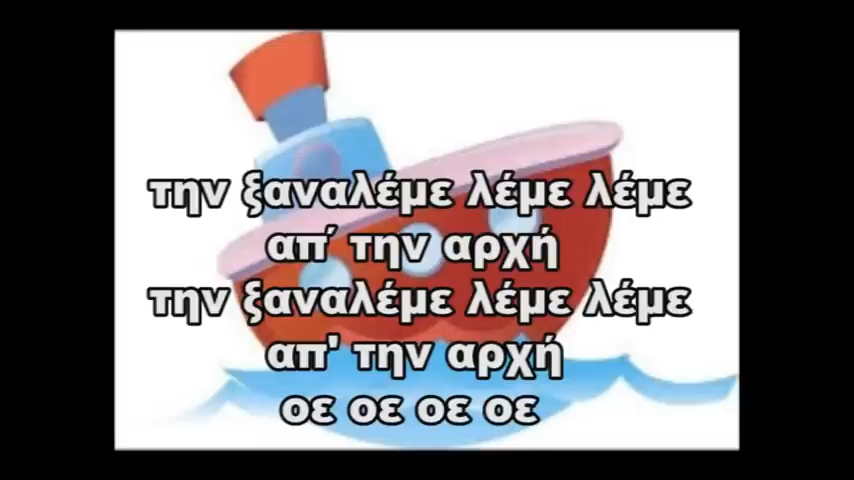 την ξαναλέμε λέμε λέμε
απ΄ την αρχή
την ξαναλέμε λέμε λέμε
απ' την αρχή
οε οε οε οε